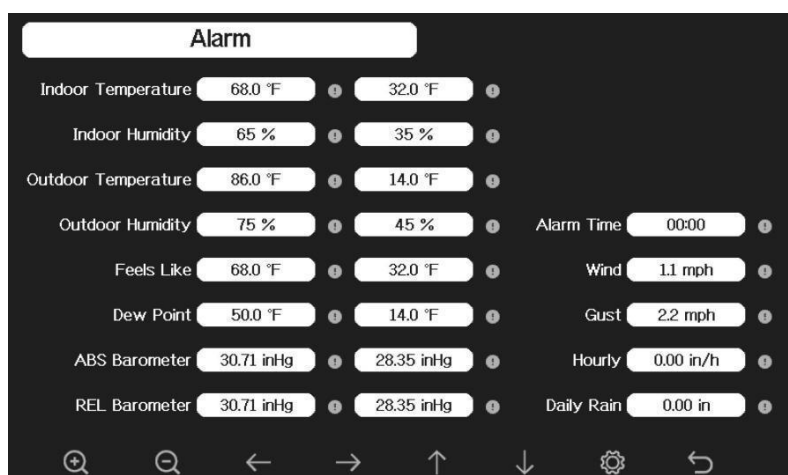 Alarm
Indoor Temperature 68.0 °F 32.0 °F
Indoor Humidity 65 % 35 %
Outdoor Temperature 86.0 °F 14.0 °F
Outdoor Humidity 75 % 45 % Alarm Time 00:00
Feels Like 68.0 °F 32.0 °F Wind 1.1 mph
Dew Point 50.0 °F 14.0 °F Gust 2.2 mph
ABS Barometer 30.71 inHg 28.35 inHg Hourly 0.00 in/h
REL Barometer 30.71 inHg 28.35 inHg Daily Rain 0.00 in